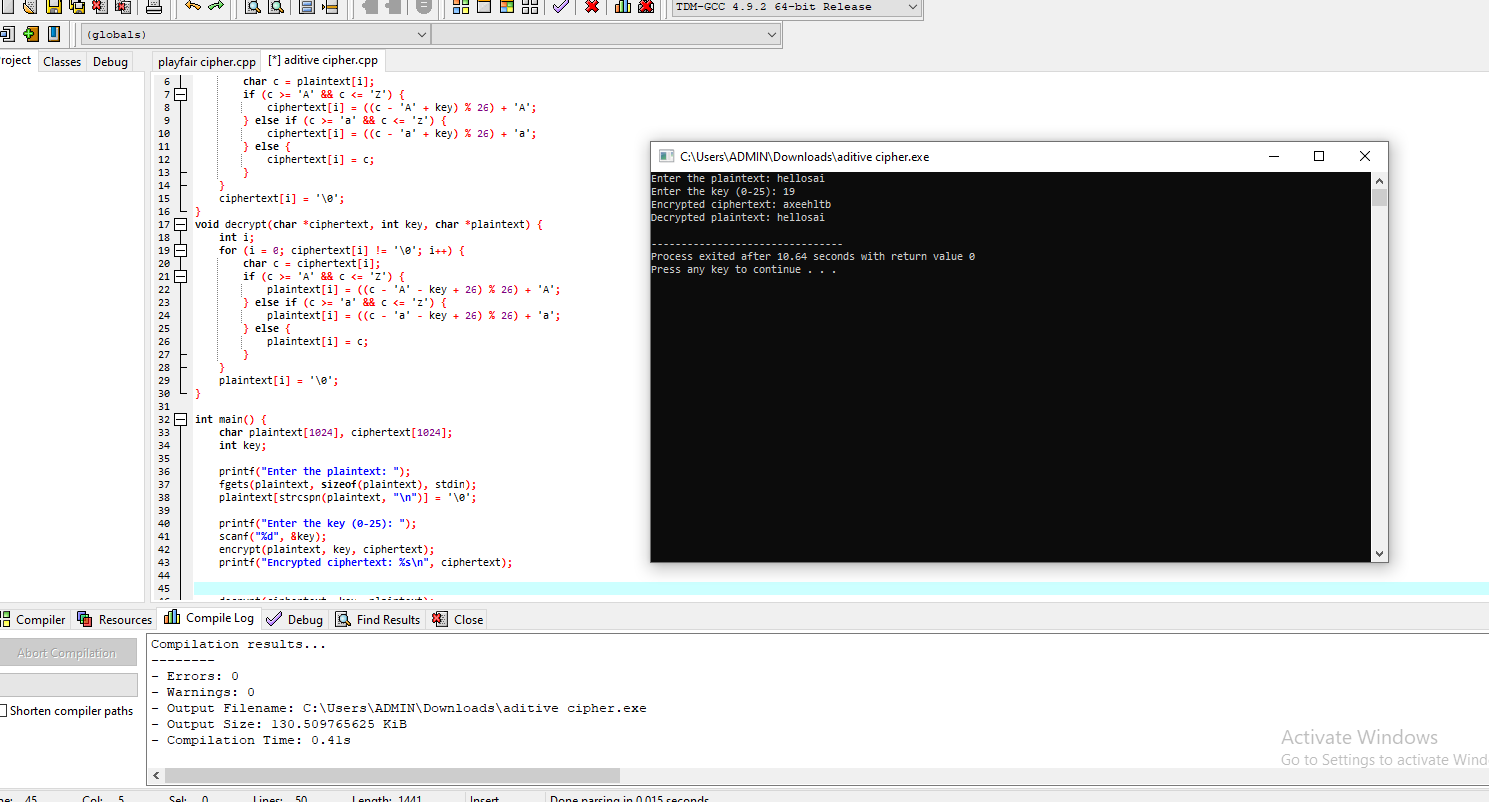 TDM-GCC 4.9.2 64-bit Release
(globals)
roject Classes Debug
playfair cipher.cpp [*] aditive cipher.cpp
6 char c = plaintext[i];
7 if (c >= 'A' && c <= 'Z') {
8 ciphertext[i] = ((c - 'A' + key) % 26) + 'A';
9 } else if (c >= 'a' && c <= 'z') {
10 ciphertext[i] = ((c - 'a' + key) % 26) + 'a';
11 } else {
12 ciphertext[i] = c;
13 }
14 }
15 ciphertext[i] = '\0';
16 }
17 void decrypt(char *ciphertext, int key, char *plaintext) {
18 int i;
19 for (i = 0; ciphertext[i] != '\0'; i++) {
20 char c = ciphertext[i];
21 if (c >= 'A' && c <= 'Z') {
22 plaintext[i] = ((c - 'A' - key + 26) % 26) + 'A';
23 } else if (c >= 'a' && c <= 'z') {
24 plaintext[i] = ((c - 'a' - key + 26) % 26) + 'a';
25 } else {
26 plaintext[i] = c;
27 }
28 }
29 plaintext[i] = '\0';
30 }
31
32 int main() {
33 char plaintext[1024], ciphertext[1024];
34 int key;
35
36 printf("Enter the plaintext: ");
37 fgets(plaintext, sizeof(plaintext), stdin);
38 plaintext[strcspn(plaintext, "\n")] = '\0';
39
40 printf("Enter the key (0-25): ");
41 scanf("%d", &key);
42 encrypt(plaintext, key, ciphertext);
43 printf("Encrypted ciphertext: %s\n", ciphertext);
44
45
C:\Users\ADMIN\Downloads\aditive cipher.exe
Enter the plaintext: hellosai
Enter the key (0-25): 19
Encrypted ciphertext: axeehltb
Decrypted plaintext: hellosai
--------------------------------
Process exited after 10.64 seconds with return value 0
Press any key to continue . . .
Compiler Resources Compile Log Debug Find Results Close
Abort Compilation
Shorten compiler paths
Compilation results...
--------
- Errors: 0
- Warnings: 0
- Output Filename: C:\Users\ADMIN\Downloads\aditive cipher.exe
- Output Size: 130.509765625 KiB
- Compilation Time: 0.41s
Activate Windows
Go to Settings to activate Wind
45 Col: 5 Sel: 0 Lines: 50 Length: 1441 Insert Done parsing in 0.015 seconds